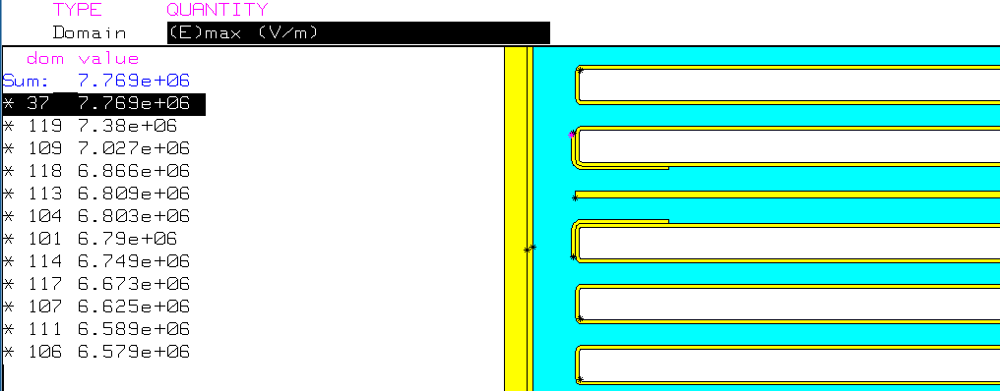 TYPE QUANTITY
Domain (E)max (V/m)
dom value
Sum: 7.769e+06
* 37 7.769e+06
* 119 7.38e+06
* 109 7.027e+06
* 118 6.866e+06
* 113 6.809e+06
* 104 6.803e+06
* 101 6.79e+06
* 114 6.749e+06
* 117 6.673e+06
* 107 6.625e+06
* 111 6.589e+06
* 106 6.579e+06